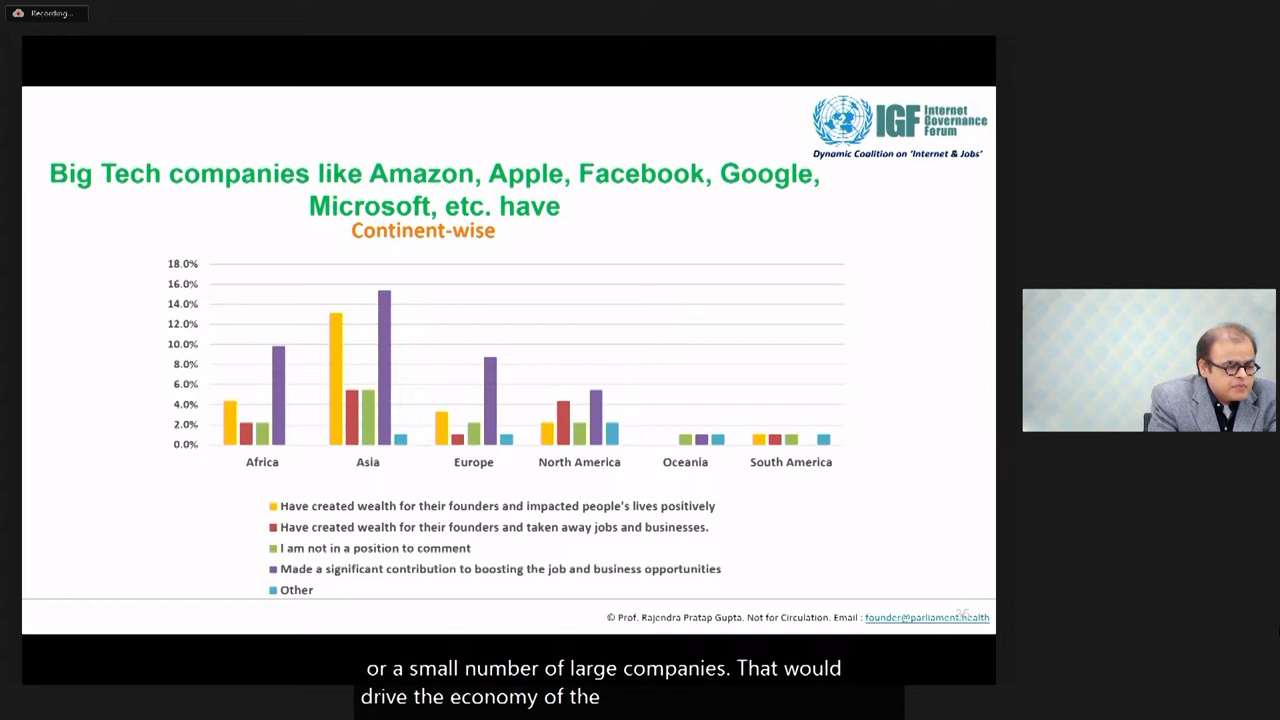 Recording...
IGF Internet
Governance
Forum
Dynamic Coalition on 'Internet & Jobs'
Big Tech companies like Amazon, Apple, Facebook, Google,
Microsoft, etc. have
Continent-wise
18.0%
16.0%
14.0%
12.0%
10.0%
8.0%
6.0%
4.0%
2.0%
0.0%
Africa Asia Europe North America Oceania South America
Have created wealth for their founders and impacted people's lives positively
Have created wealth for their founders and taken away jobs and businesses.
I am not in a position to comment
Made a significant contribution to boosting the job and business opportunities
Other
© Prof. Rajendra Pratap Gupta. Not for Circulation. Email : founder@parliament.health
or a small number of large companies. That would
drive the economy of the